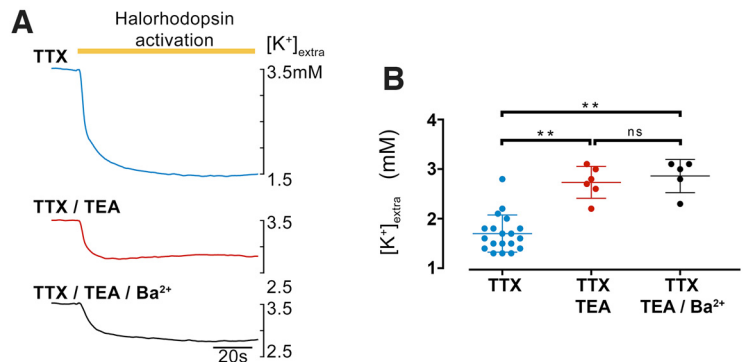 A
Halorhodopsin
activation
[K⁺]extra
TTX
3.5mM
1.5
TTX / TEA
3.5
2.5
TTX / TEA / Ba²⁺
3.5
2.5
20s
B
**
**
ns
4
3
2
1
[K⁺]extra (mM)
TTX
TTX
TEA
TTX
TEA / Ba²⁺